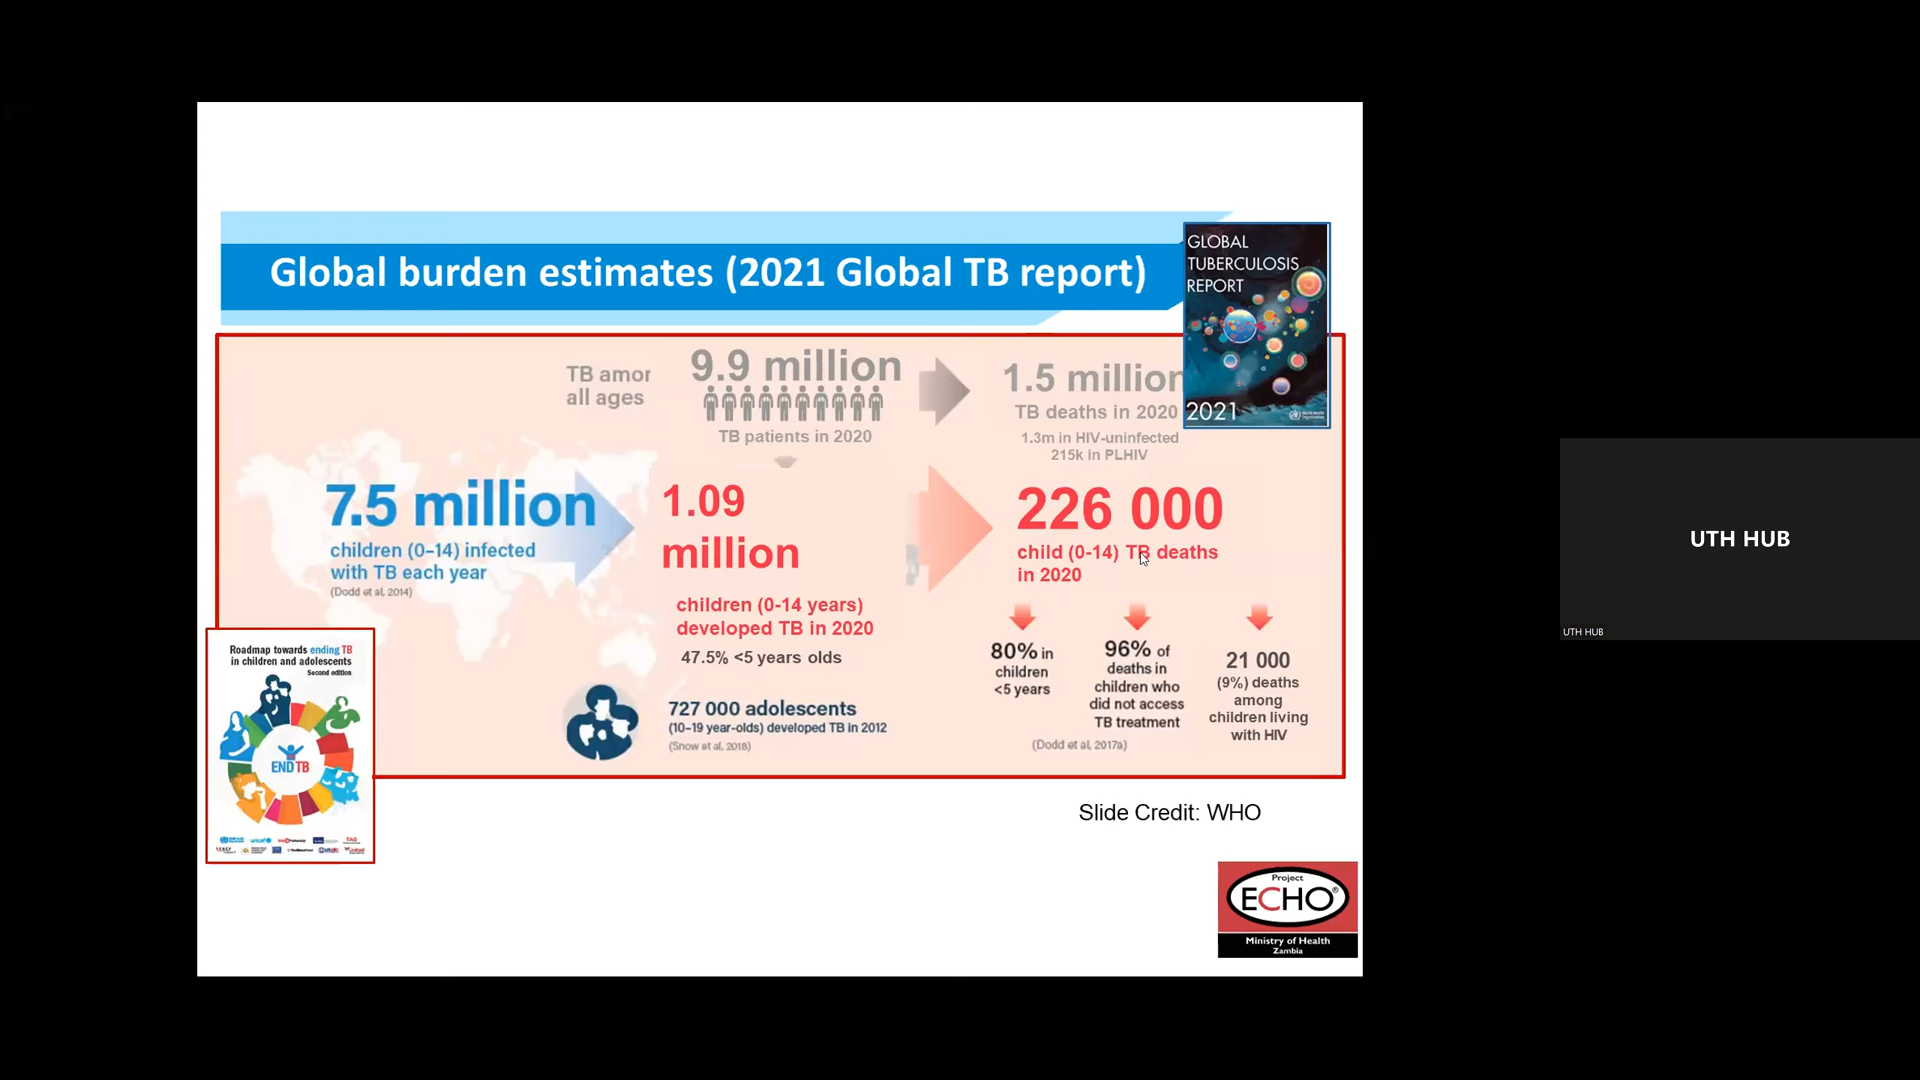 Global burden estimates (2021 Global TB report)
GLOBAL
TUBERCULOSIS
REPORT
2021
TB amor
all ages
9.9 million
TB patients in 2020
1.5 million
TB deaths in 2020
1.3m in HIV-uninfected
215k in PLHIV
7.5 million
children (0–14) infected
with TB each year
(Dodd et al, 2014)
1.09
million
children (0-14 years)
developed TB in 2020
47.5% <5 years olds
727 000 adolescents
(10–19 year-olds) developed TB in 2012
(Snow et al, 2018)
226 000
child (0-14) TB deaths
in 2020
80% in
children
<5 years
96% of
deaths in
children who
did not access
TB treatment
(Dodd et al, 2017a)
21 000
(9%) deaths
among
children living
with HIV
Roadmap towards ending TB
in children and adolescents
Second edition
END TB
unicef
TAG
Slide Credit: WHO
Project
ECHO®
Ministry of Health
Zambia
UTH HUB
UTH HUB